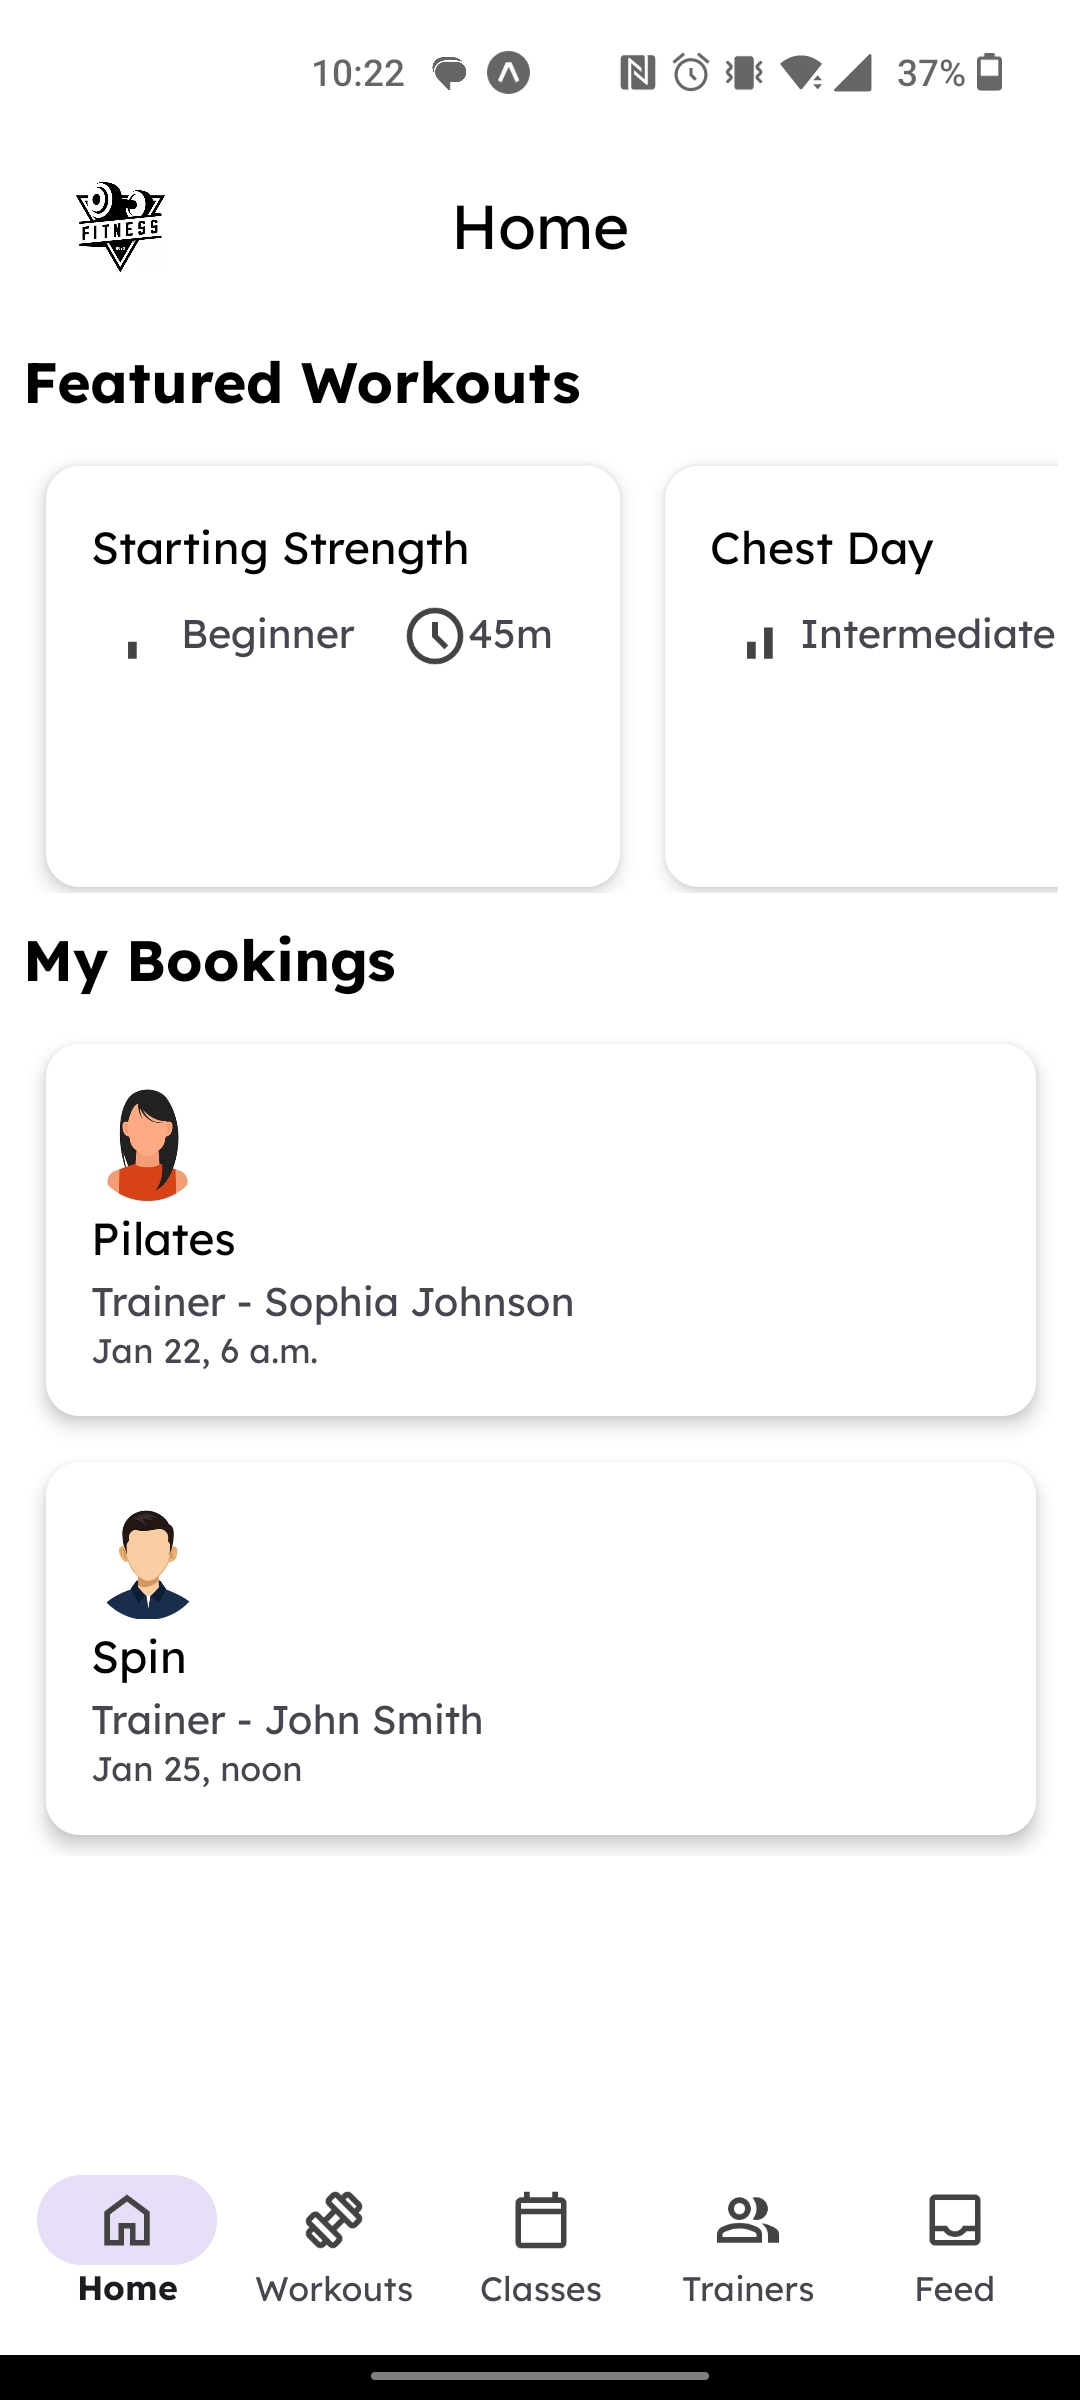 10:22
37%
FITNESS
Home
Featured Workouts
Starting Strength
Beginner 45m
Chest Day
Intermediate
My Bookings
Pilates
Trainer - Sophia Johnson
Jan 22, 6 a.m.
Spin
Trainer - John Smith
Jan 25, noon
Home
Workouts
Classes
Trainers
Feed